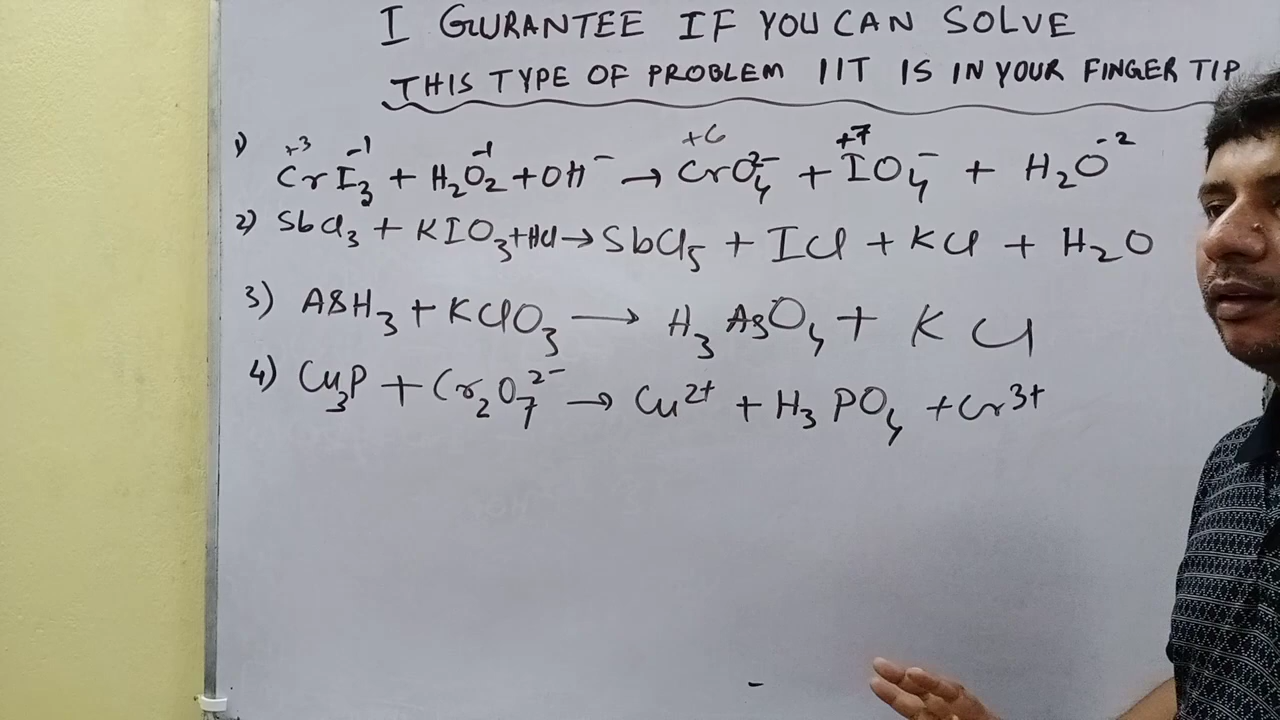 I GURANTEE IF YOU CAN SOLVE
THIS TYPE OF PROBLEM IIT IS IN YOUR FINGER TIP
1) +3 -1 -1 +6 +7 -2
CrI₃ + H₂O₂ + OH⁻ → CrO₄²⁻ + IO₄⁻ + H₂O
2) SbCl₃ + KIO₃ + HCl → SbCl₅ + ICl + KCl + H₂O
3) AsH₃ + KClO₃ → H₃AsO₄ + KCl
4) Cu₃P + Cr₂O₇²⁻ → Cu²⁺ + H₃PO₄ + Cr³⁺